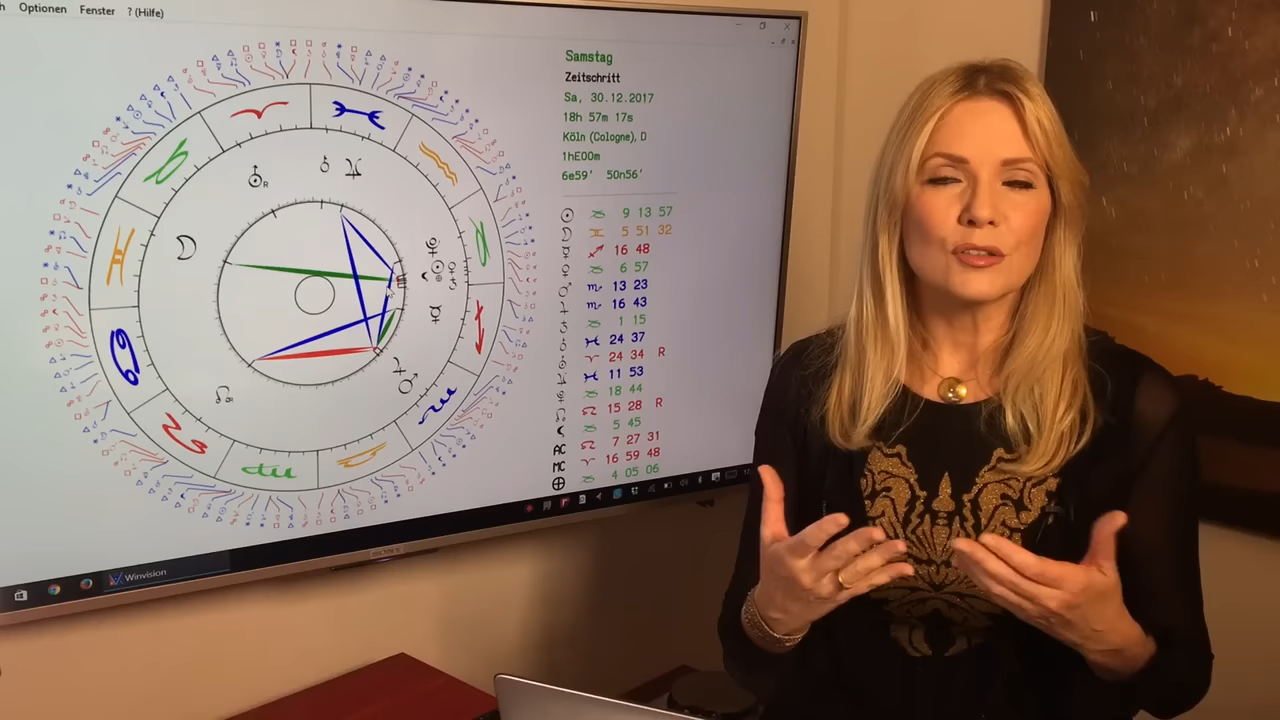 Optionen Fenster ? (Hilfe)
Samstag
Zeitschritt
Sa, 30.12.2017
18h 57m 17s
Köln (Cologne), D
1hE00m
6e59' 50n56'
☉ ♑ 9 13 57
☽ ♊ 5 51 32
☿ ♐ 16 48
♀ ♑ 6 57
♂ ♏ 13 23
♃ ♏ 16 43
♄ ♑ 1 15
⚷ ♓ 24 37
♅ ♈ 24 34 R
♆ ♓ 11 53
♇ ♑ 18 44
☊ ♌ 15 28 R
⚸ ♑ 5 45
AC ♌ 7 27 31
MC ♈ 16 59 48
⊕ ♑ 4 05 06
R
Winvision